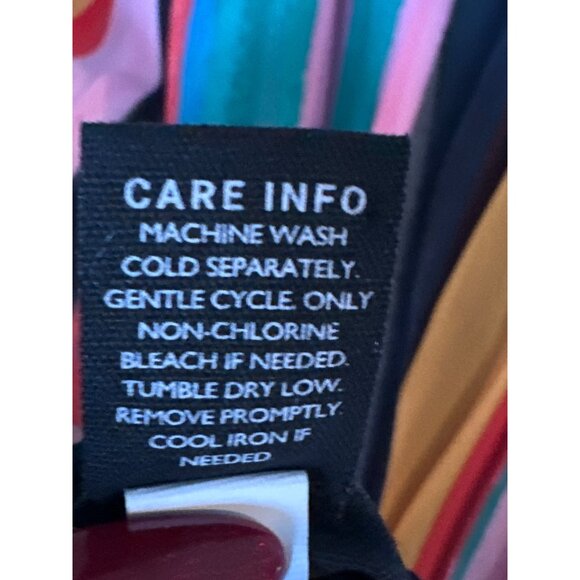 CARE INFO
MACHINE WASH
COLD SEPARATELY.
GENTLE CYCLE. ONLY
NON-CHLORINE
BLEACH IF NEEDED.
TUMBLE DRY LOW.
REMOVE PROMPTLY.
COOL IRON IF
NEEDED